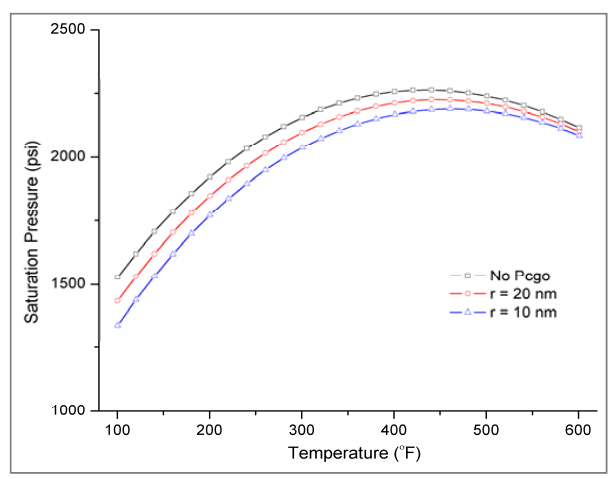 2500
2000
1500
1000
Saturation Pressure (psi)
No Pcgo
r = 20 nm
r = 10 nm
100 200 300 400 500 600
Temperature (°F)